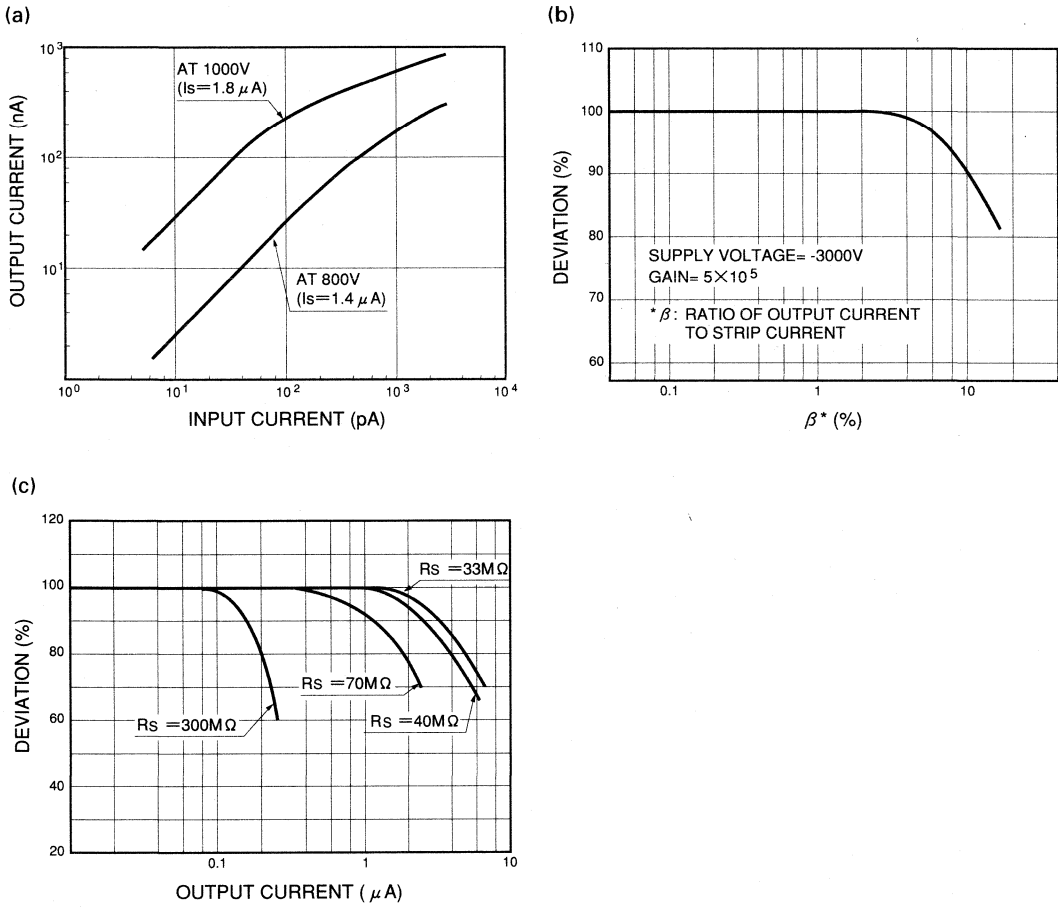 (a)
10³
10²
10¹
OUTPUT CURRENT (nA)
AT 1000V
(Is=1.8 μA)
AT 800V
(Is=1.4 μA)
10⁰
10¹
10²
10³
10⁴
INPUT CURRENT (pA)
(b)
110
100
90
80
70
60
DEVIATION (%)
SUPPLY VOLTAGE= -3000V
GAIN= 5×10⁵
*β: RATIO OF OUTPUT CURRENT
TO STRIP CURRENT
0.1
1
10
β* (%)
(c)
120
100
80
60
40
20
DEVIATION (%)
Rs =33MΩ
Rs =70MΩ
Rs =40MΩ
Rs =300MΩ
0.1
1
10
OUTPUT CURRENT ( μA)